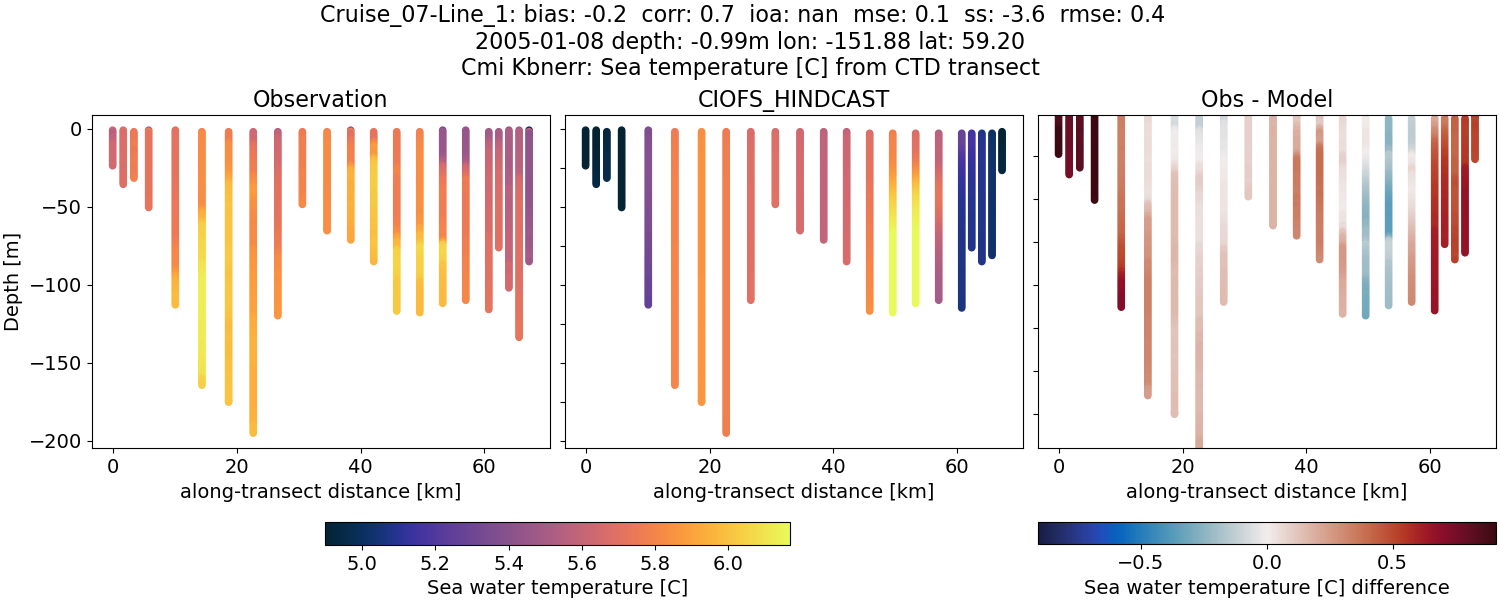 Cruise_07-Line_1: bias: -0.2  corr: 0.7  ioa: nan  mse: 0.1  ss: -3.6  rmse: 0.4
2005-01-08 depth: -0.99m lon: -151.88 lat: 59.20
Cmi Kbnerr: Sea temperature [C] from CTD transect
Observation
CIOFS_HINDCAST
Obs - Model
Depth [m]
0
−50
−100
−150
−200
0 20 40 60
0 20 40 60
0 20 40 60
along-transect distance [km]
along-transect distance [km]
along-transect distance [km]
5.0 5.2 5.4 5.6 5.8 6.0
Sea water temperature [C]
−0.5 0.0 0.5
Sea water temperature [C] difference